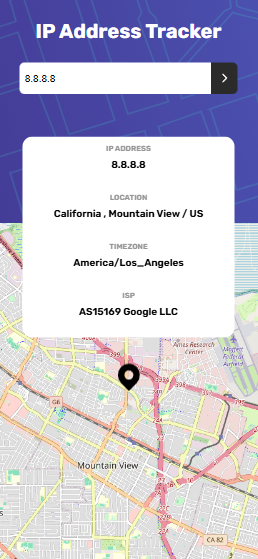 IP Address Tracker
8.8.8.8
IP ADDRESS
8.8.8.8
LOCATION
California , Mountain View / US
TIMEZONE
America/Los_Angeles
ISP
AS15169 Google LLC
Ames Research
Center
Moffett
Federal
Airfield
G6
Mountain View
CA 82